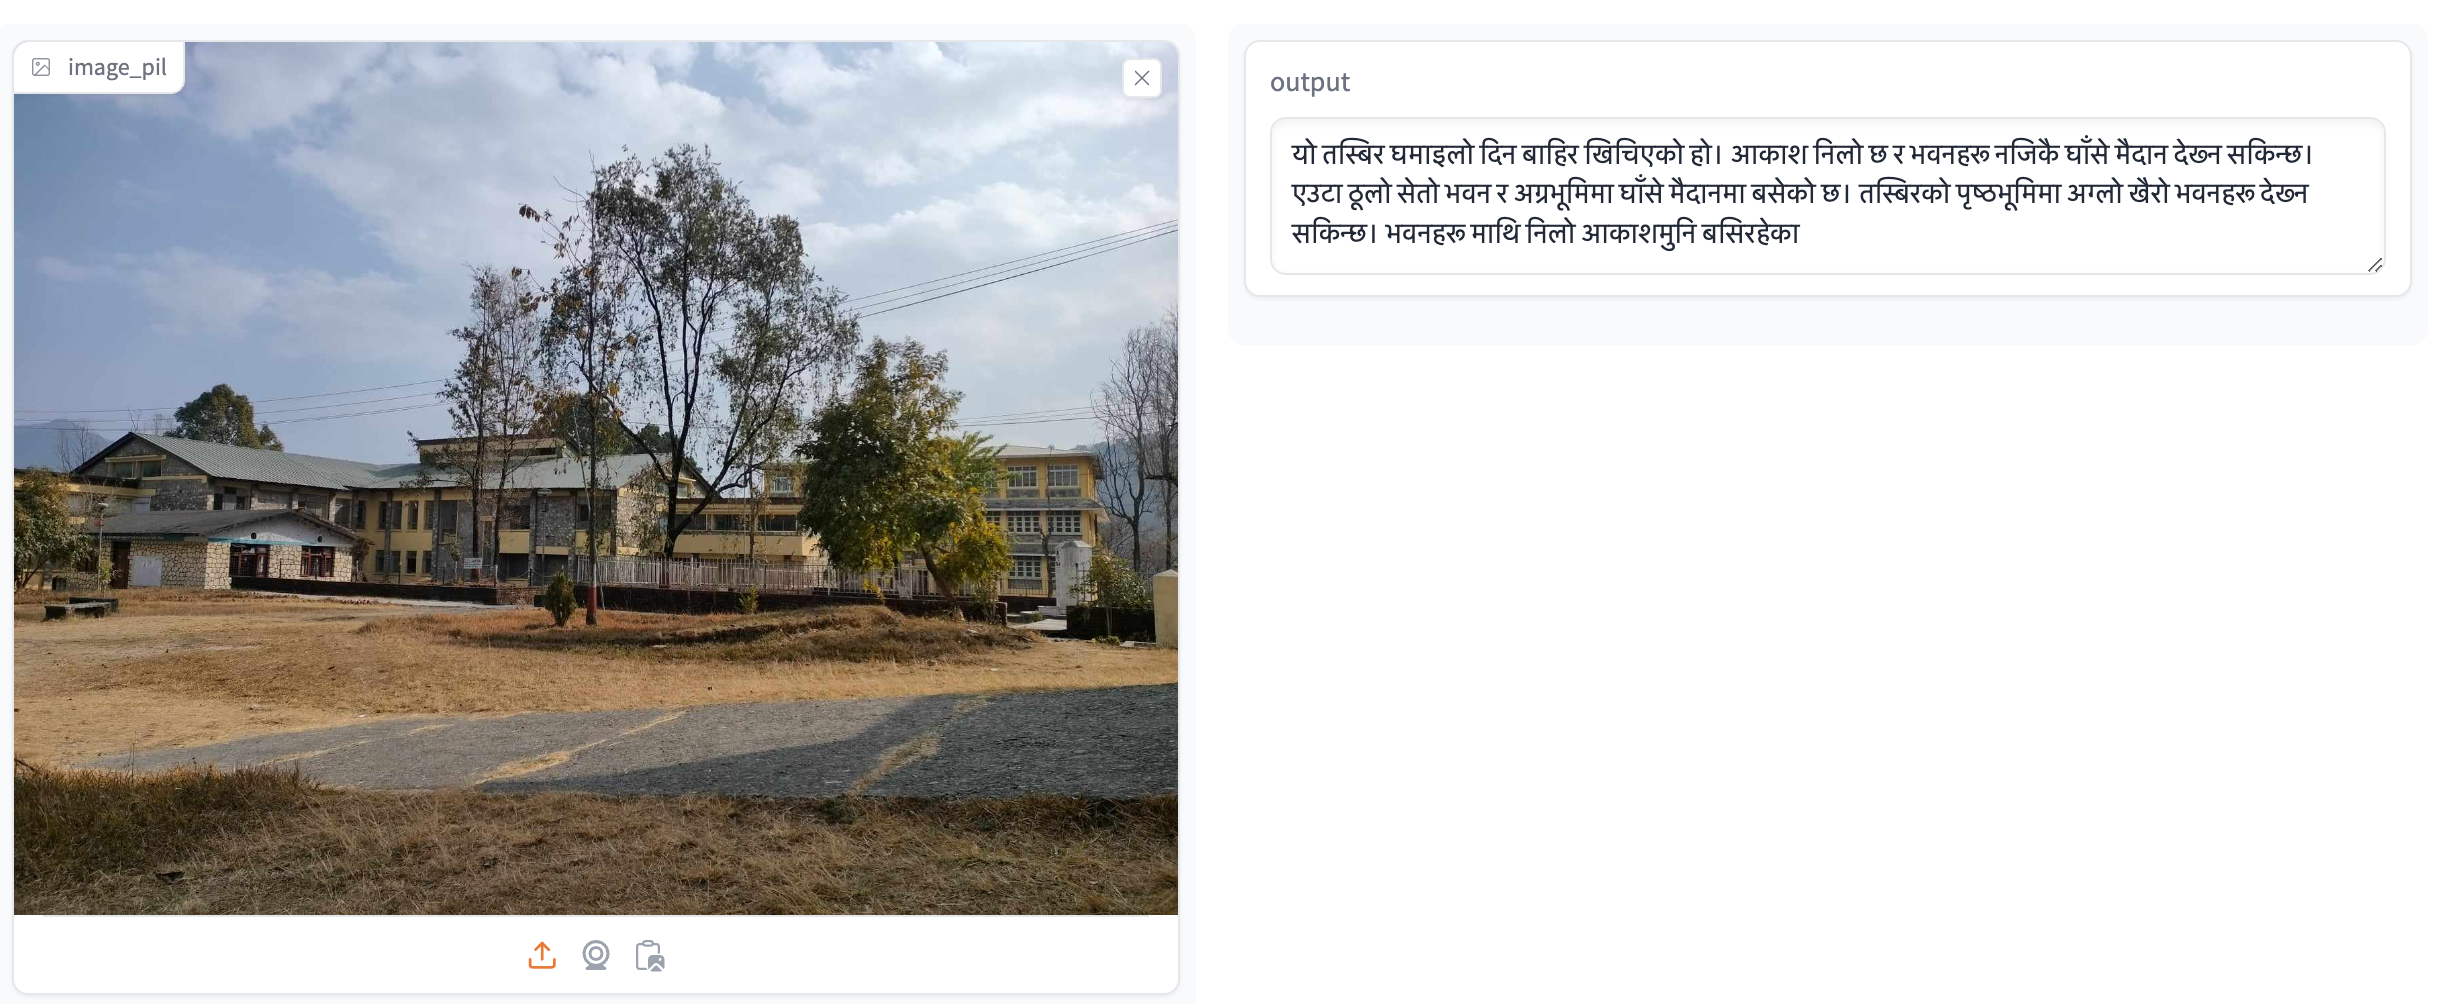 image_pil
output
यो तस्बिर घमाइलो दिन बाहिर खिचिएको हो। आकाश निलो छ र भवनहरू नजिकै घाँसे मैदान देख्न सकिन्छ।
एउटा ठूलो सेतो भवन र अग्रभूमिमा घाँसे मैदानमा बसेको छ। तस्बिरको पृष्ठभूमिमा अग्लो खैरो भवनहरू देख्न
सकिन्छ। भवनहरू माथि निलो आकाशमुनि बसिरहेका